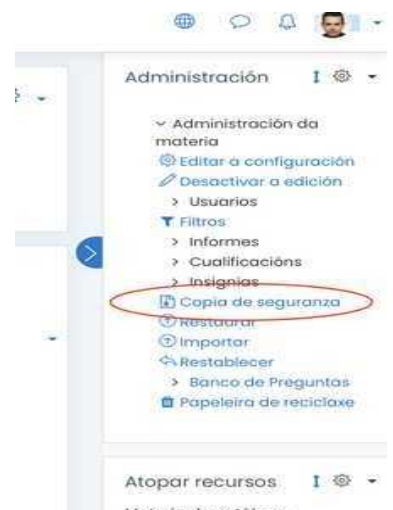 Administración
Administración da
materia
Editar a configuración
Desactivar a edición
Usuarios
Filtros
Informes
Cualificacións
Insignias
Copia de seguranza
Restaurar
Importar
Restablecer
Banco de Preguntas
Papeleira de reciclaxe
Atopar recursos